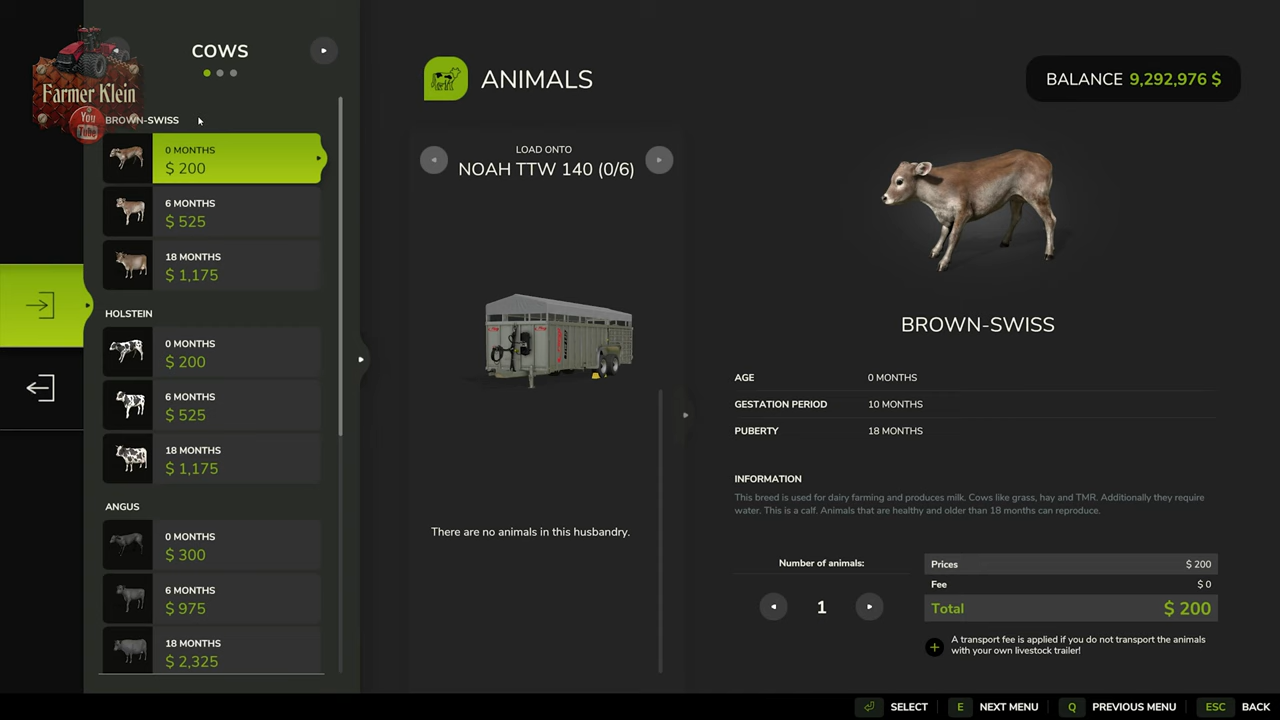 COWS
Farmer Klein
You
Tube
BROWN-SWISS
0 MONTHS
$ 200
6 MONTHS
$ 525
18 MONTHS
$ 1,175
HOLSTEIN
0 MONTHS
$ 200
6 MONTHS
$ 525
18 MONTHS
$ 1,175
ANGUS
0 MONTHS
$ 300
6 MONTHS
$ 975
18 MONTHS
$ 2,325
ANIMALS
BALANCE 9,292,976 $
LOAD ONTO
NOAH TTW 140 (0/6)
There are no animals in this husbandry.
BROWN-SWISS
AGE 0 MONTHS
GESTATION PERIOD 10 MONTHS
PUBERTY 18 MONTHS
INFORMATION
This breed is used for dairy farming and produces milk. Cows like grass, hay and TMR. Additionally they require
water. This is a calf. Animals that are healthy and older than 18 months can reproduce.
Number of animals:
1
Prices $ 200
Fee $ 0
Total $ 200
A transport fee is applied if you do not transport the animals
with your own livestock trailer!
SELECT E NEXT MENU Q PREVIOUS MENU ESC BACK